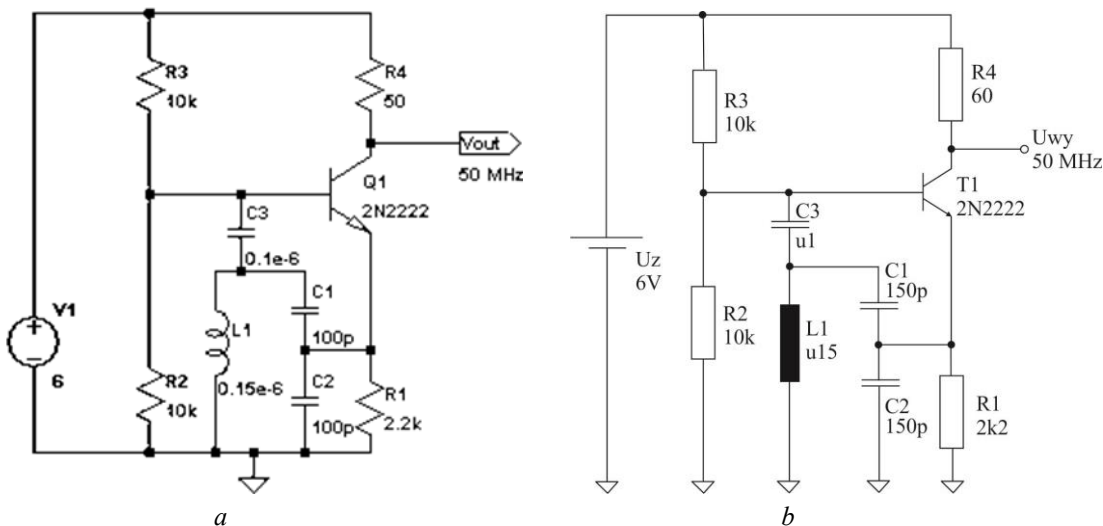 R3
10k
R4
50
Vout
50 MHz
Q1
2N2222
C3
0.1e-6
C1
100p
L1
0.15e-6
V1
6
R2
10k
C2
100p
R1
2.2k
a
R3
10k
R4
60
Uwy
50 MHz
T1
2N2222
C3
u1
Uz
6V
C1
150p
R2
10k
L1
u15
C2
150p
R1
2k2
b